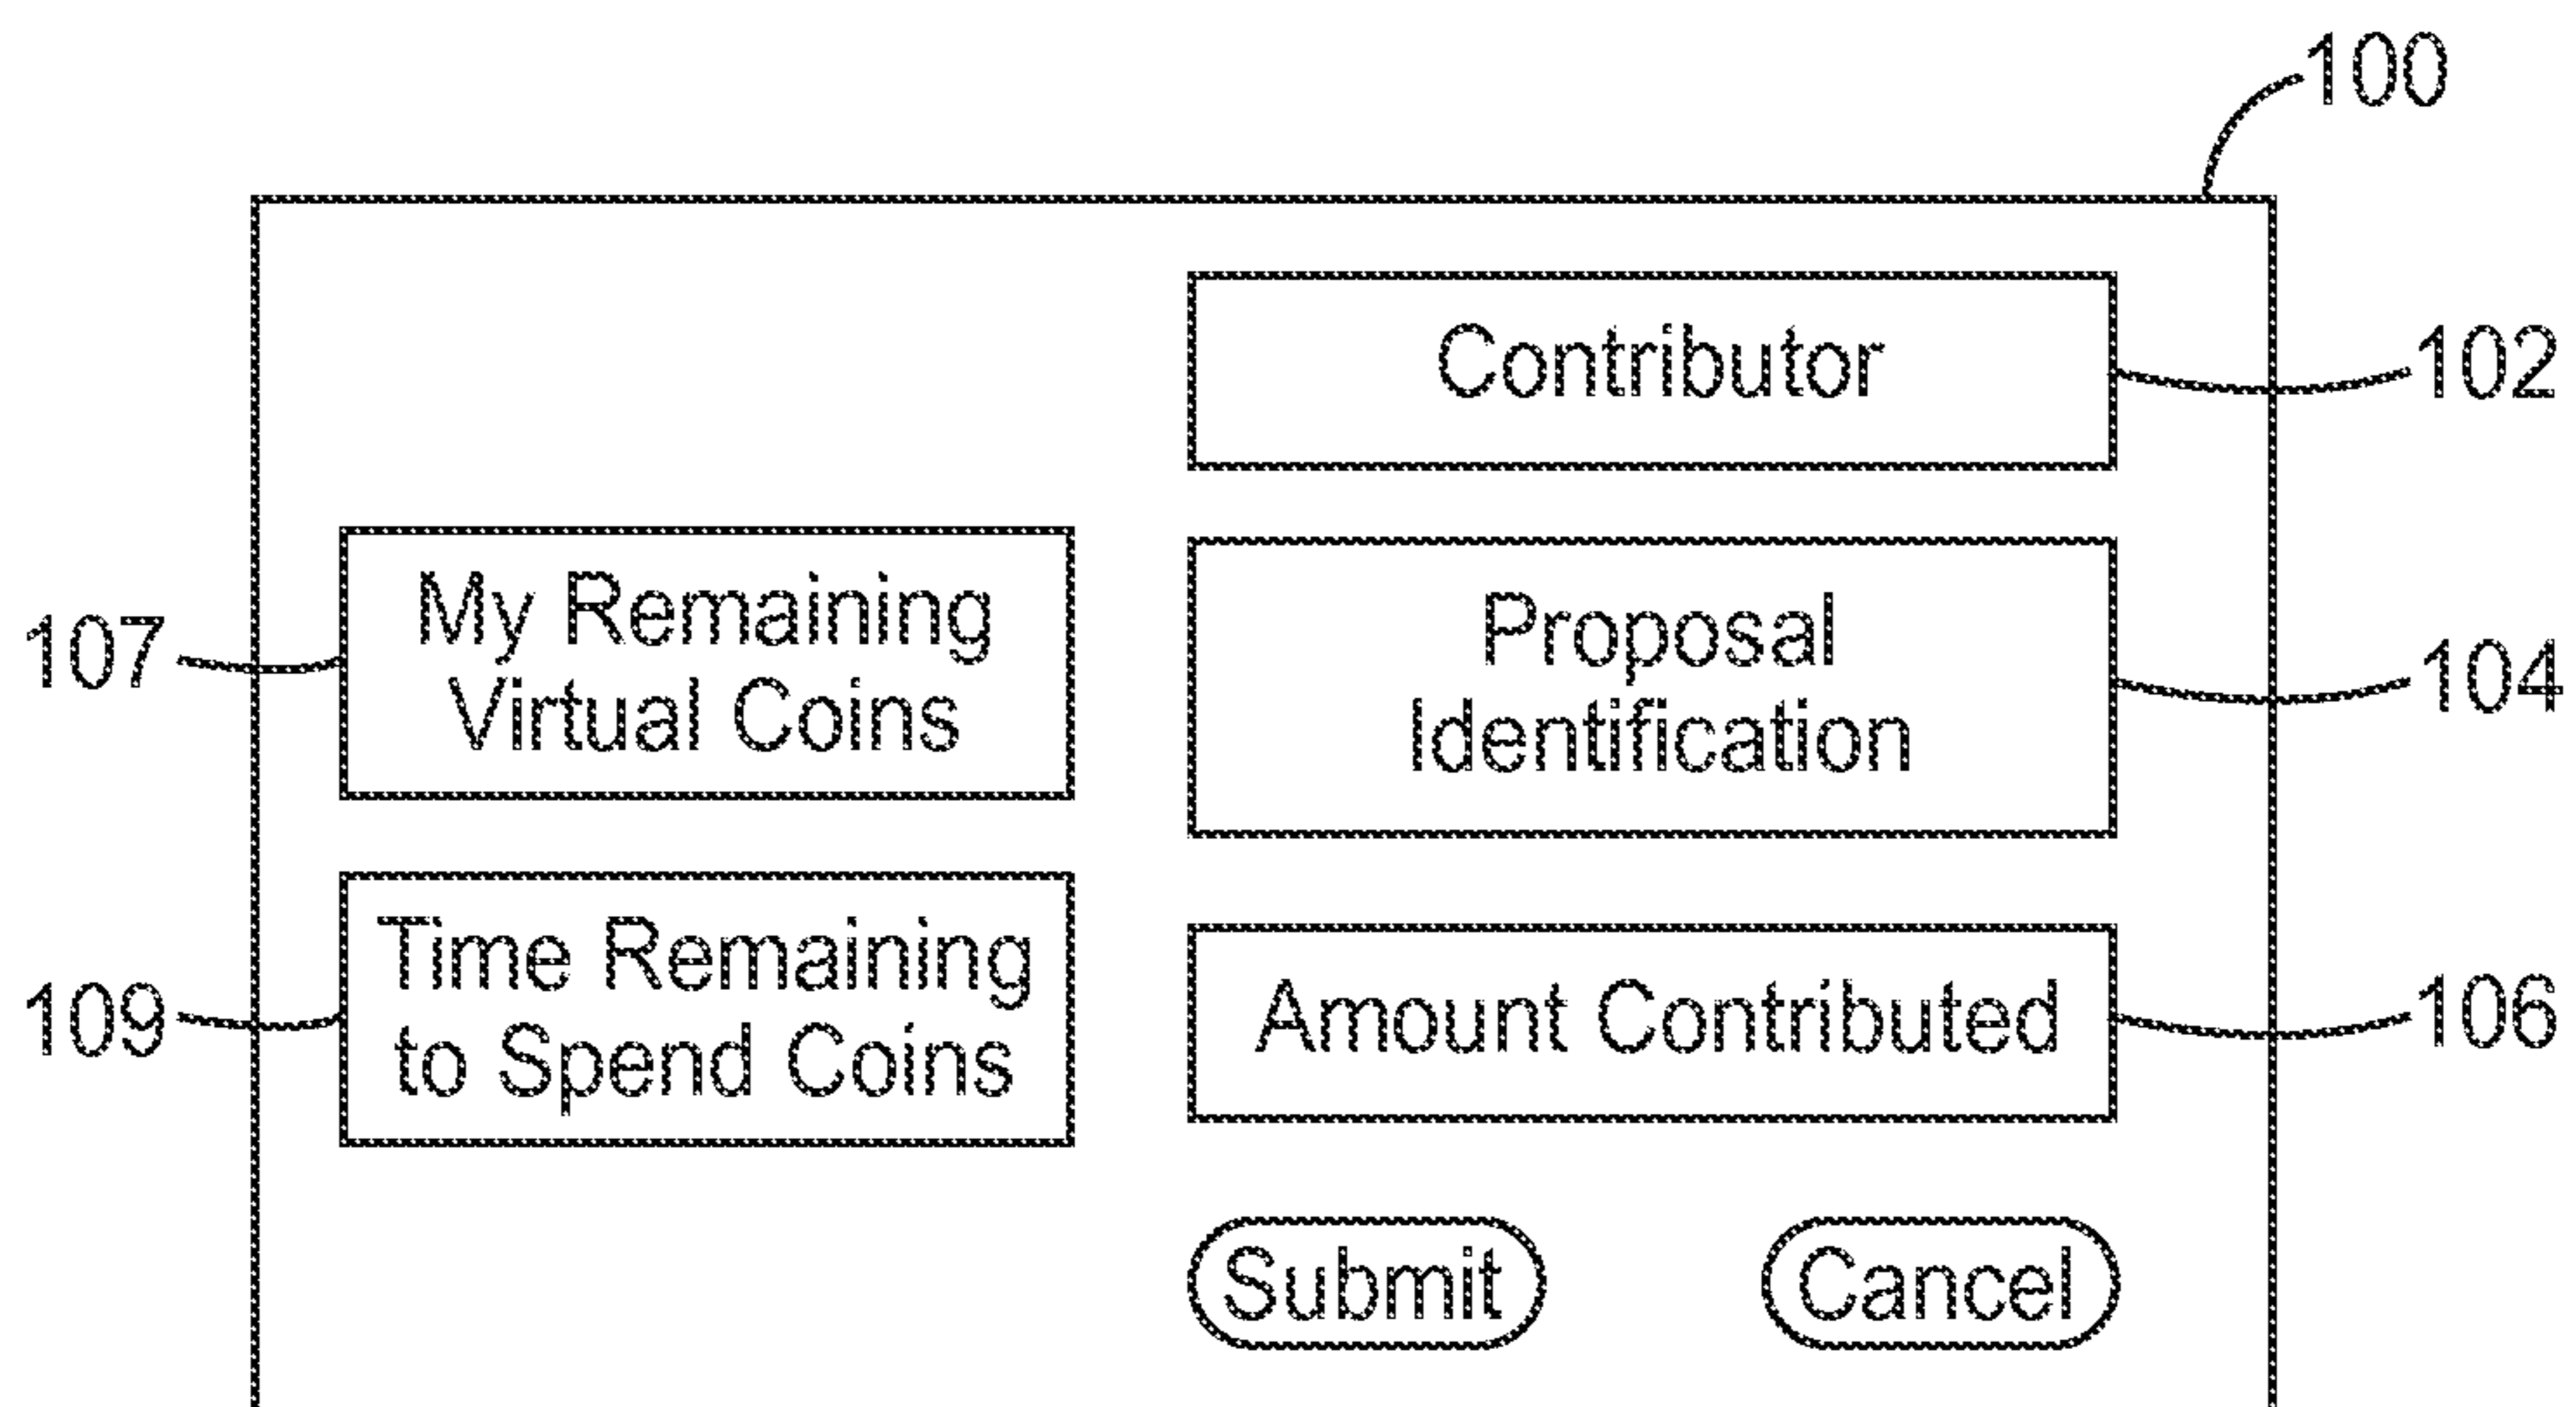 100
Contributor
102
My Remaining
Virtual Coins
107
Proposal
Identification
104
Time Remaining
to Spend Coins
109
Amount Contributed
106
Submit
Cancel